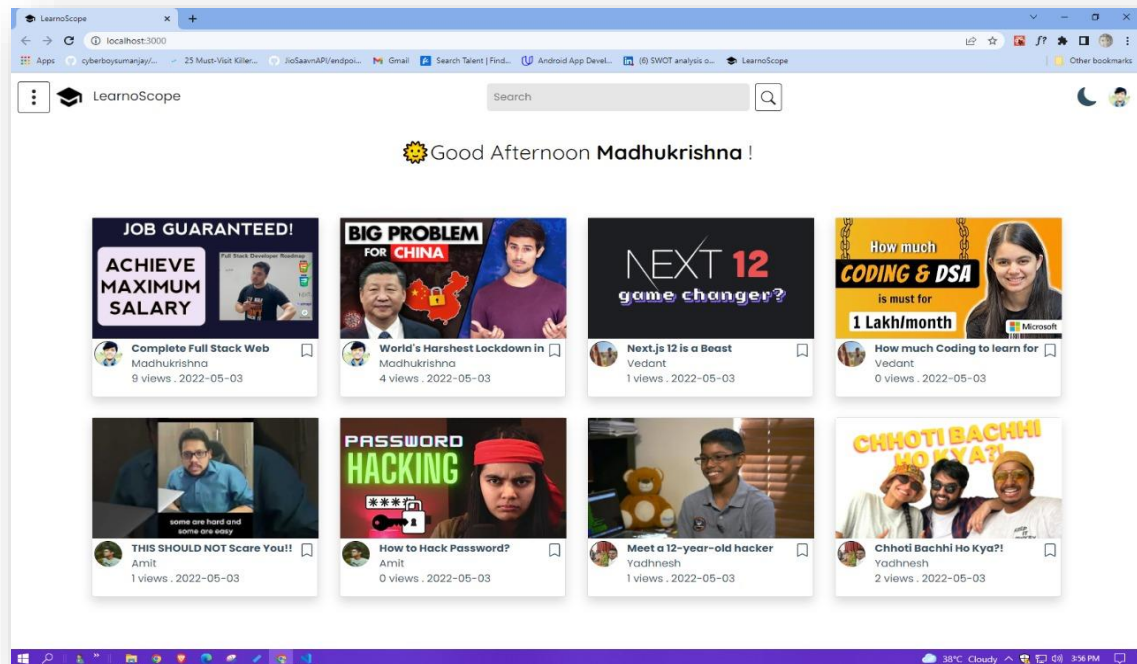 LearnoScope
localhost:3000
Apps cyberboysumanjay/... 25 Must-Visit Killer... JioSaavnAPI/endpoi... Gmail Search Talent | Find... Android App Devel... (6) SWOT analysis o... LearnoScope Other bookmarks
LearnoScope Search
Good Afternoon Madhukrishna !
JOB GUARANTEED!
ACHIEVE
MAXIMUM
SALARY
Full Stack Developer Roadmap
Complete Full Stack Web
Madhukrishna
9 views . 2022-05-03
BIG PROBLEM
FOR CHINA
World's Harshest Lockdown in
Madhukrishna
4 views . 2022-05-03
NEXT 12
game changer?
Next.js 12 is a Beast
Vedant
1 views . 2022-05-03
How much
CODING & DSA
is must for
1 Lakh/month
Microsoft
How much Coding to learn for
Vedant
0 views . 2022-05-03
some are hard and
some are easy
THIS SHOULD NOT Scare You!!
Amit
1 views . 2022-05-03
PASSWORD
HACKING
****
How to Hack Password?
Amit
0 views . 2022-05-03
Meet a 12-year-old hacker
Yadhnesh
1 views . 2022-05-03
CHHOTI BACHHI
HO KYA?!
Chhoti Bachhi Ho Kya?!
Yadhnesh
2 views . 2022-05-03
38°C Cloudy 3:56 PM